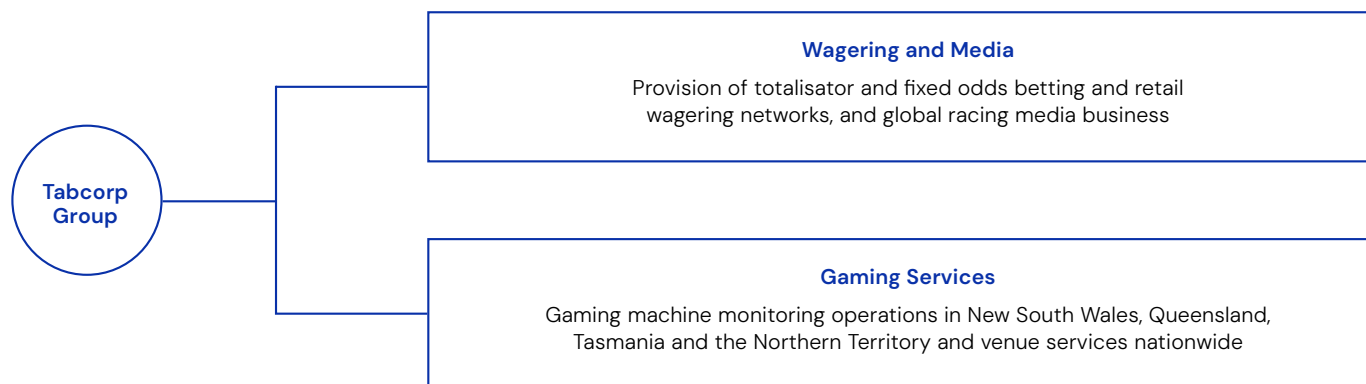 Tabcorp
Group
Wagering and Media
Provision of totalisator and fixed odds betting and retail
wagering networks, and global racing media business
Gaming Services
Gaming machine monitoring operations in New South Wales, Queensland,
Tasmania and the Northern Territory and venue services nationwide